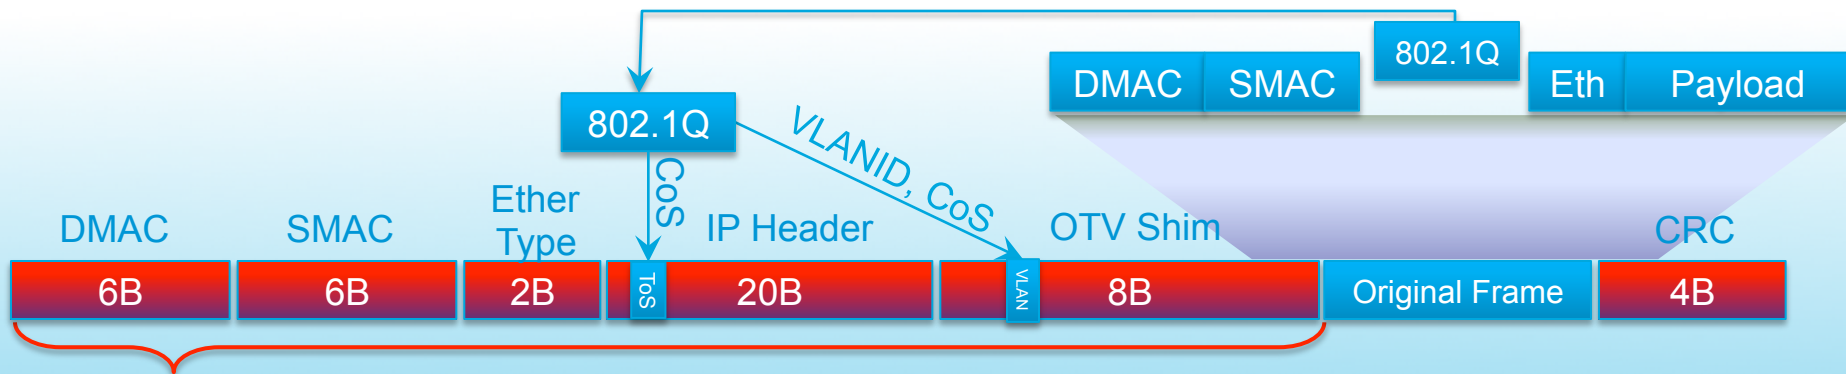 802.1Q
DMAC SMAC Eth Payload
802.1Q
VLANID, CoS
CoS
DMAC SMAC Ether
Type IP Header OTV Shim CRC
6B 6B 2B ToS 20B VLAN 8B Original Frame 4B